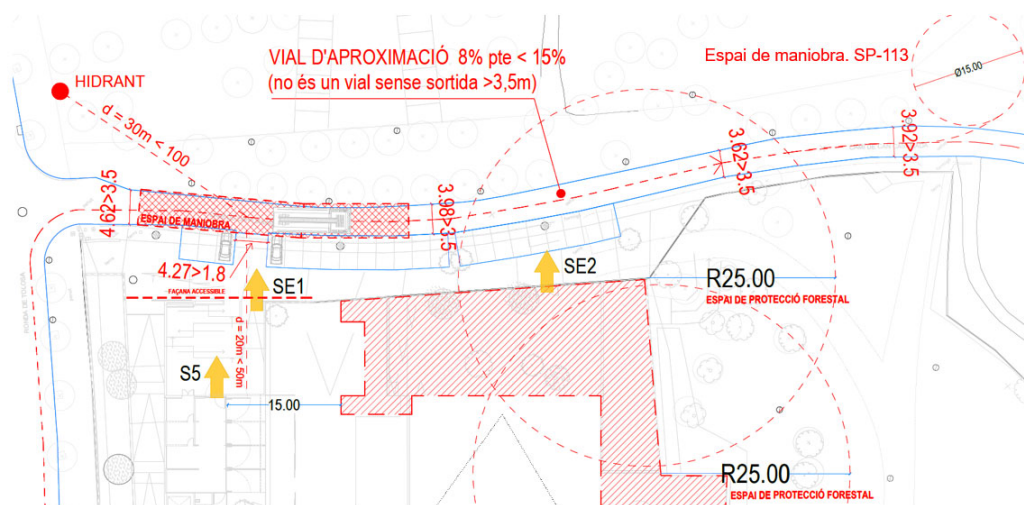 VIAL D'APROXIMACIÓ 8% pte < 15%
(no és un vial sense sortida >3,5m)
Espai de maniobra. SP-113
Ø15.00
HIDRANT
d = 30m < 100
4.62>3.5
ESPAI DE MANIOBRA
3.98>3.5
3.62>3.5
3.92>3.5
4.27>1.8
FAÇANA ACCESSIBLE
SE1
SE2
R25.00
ESPAI DE PROTECCIÓ FORESTAL
d = 20m < 50m
S5
15.00
R25.00
ESPAI DE PROTECCIÓ FORESTAL